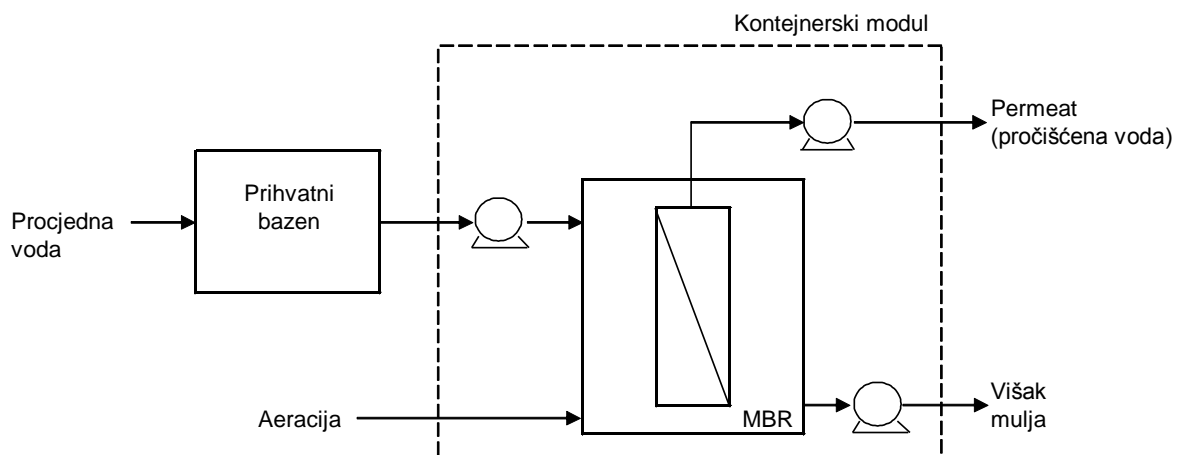 Kontejnerski modul
Permeat
(pročišćena voda)
Prihvatni
bazen
Procjedna
voda
Aeracija
MBR
Višak
mulja